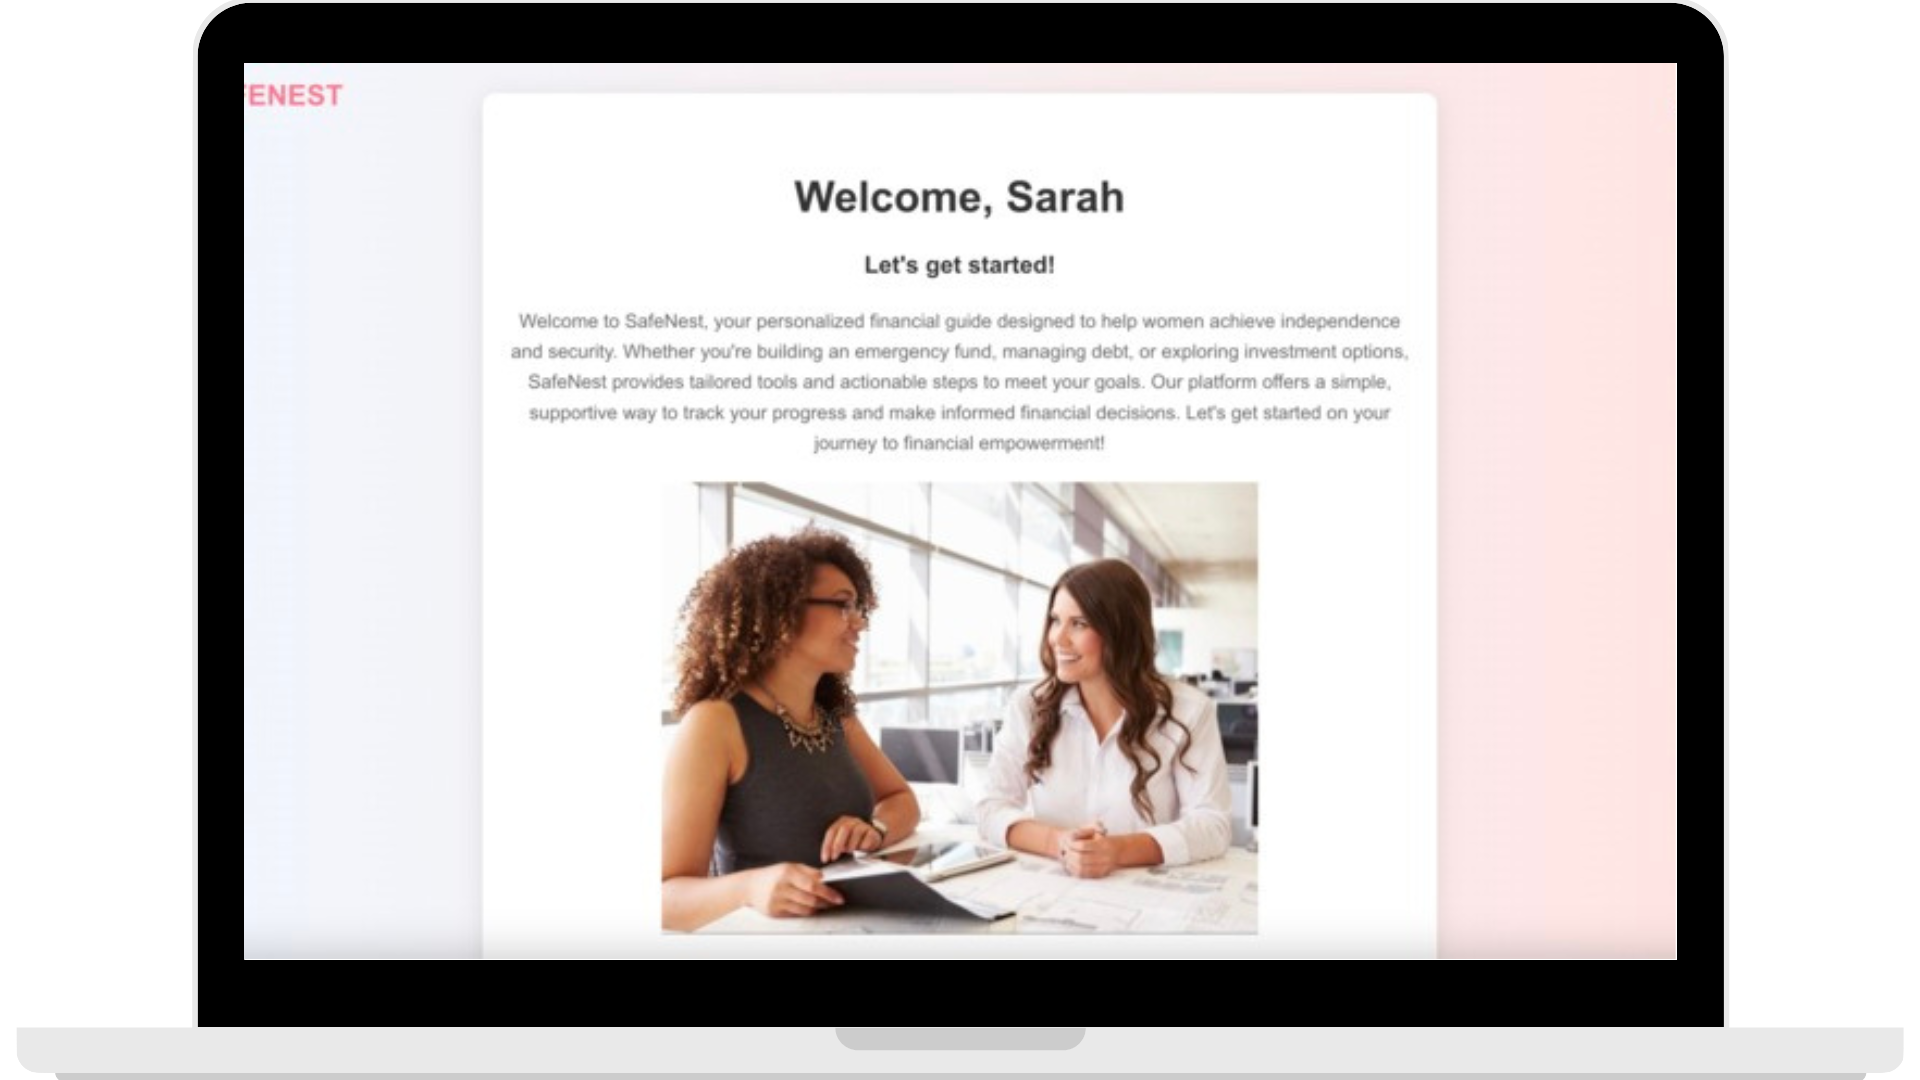 FENEST
Welcome, Sarah
Let's get started!
Welcome to SafeNest, your personalized financial guide designed to help women achieve independence
and security. Whether you're building an emergency fund, managing debt, or exploring investment options,
SafeNest provides tailored tools and actionable steps to meet your goals. Our platform offers a simple,
supportive way to track your progress and make informed financial decisions. Let's get started on your
journey to financial empowerment!